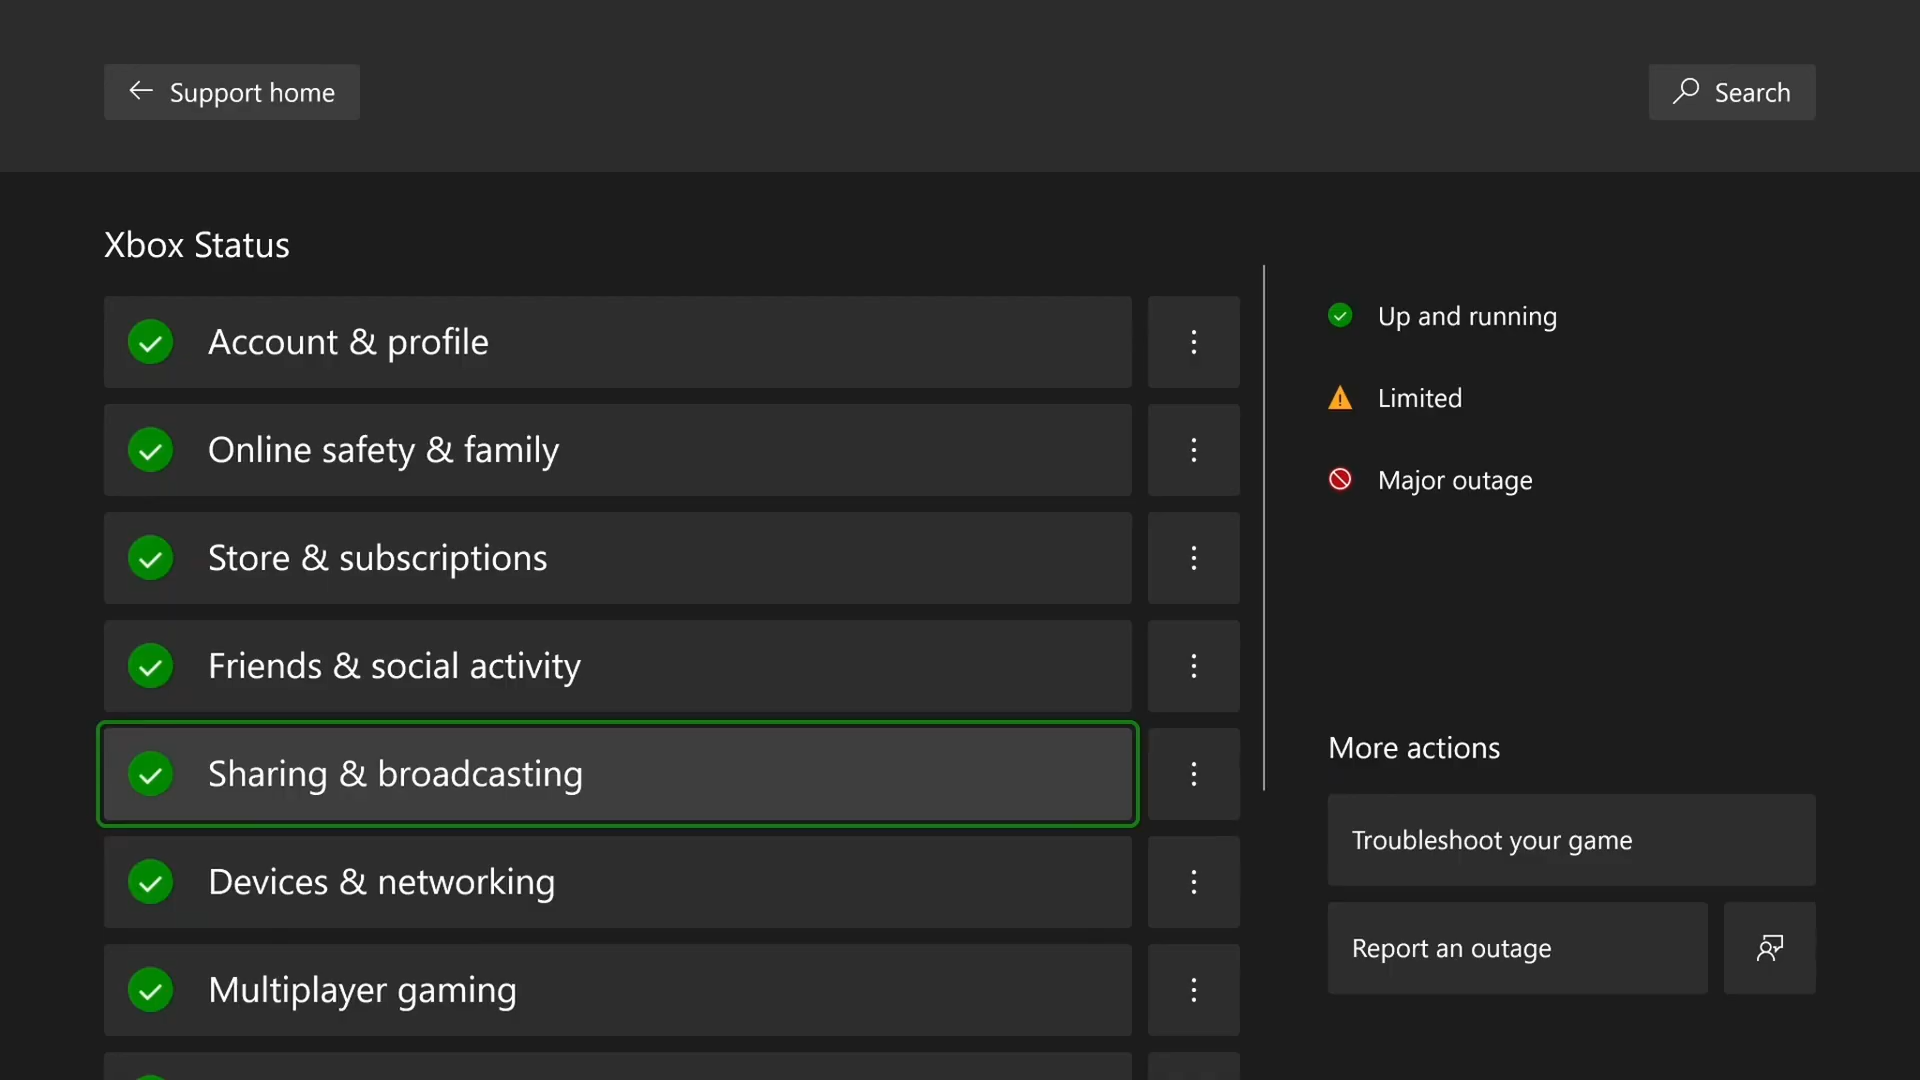 Support home
Search
Xbox Status
Account & profile
Online safety & family
Store & subscriptions
Friends & social activity
Sharing & broadcasting
Devices & networking
Multiplayer gaming
Up and running
Limited
Major outage
More actions
Troubleshoot your game
Report an outage